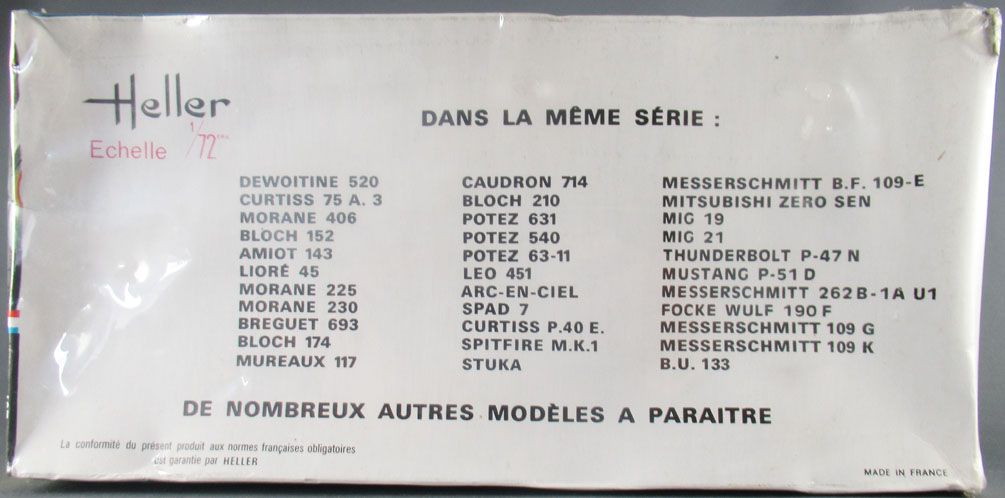 Heller
Echelle 1/72ème
DANS LA MÊME SÉRIE :
DEWOITINE 520
CURTISS 75 A. 3
MORANE 406
BLOCH 152
AMIOT 143
LIORÉ 45
MORANE 225
MORANE 230
BREGUET 693
BLOCH 174
MUREAUX 117
CAUDRON 714
BLOCH 210
POTEZ 631
POTEZ 540
POTEZ 63-11
LEO 451
ARC-EN-CIEL
SPAD 7
CURTISS P.40 E.
SPITFIRE M.K.1
STUKA
MESSERSCHMITT B.F. 109-E
MITSUBISHI ZERO SEN
MIG 19
MIG 21
THUNDERBOLT P-47 N
MUSTANG P-51 D
MESSERSCHMITT 262 B-1A U1
FOCKE WULF 190 F
MESSERSCHMITT 109 G
MESSERSCHMITT 109 K
B.U. 133
DE NOMBREUX AUTRES MODÈLES A PARAITRE
La conformité du présent produit aux normes françaises obligatoires
est garantie par HELLER
MADE IN FRANCE